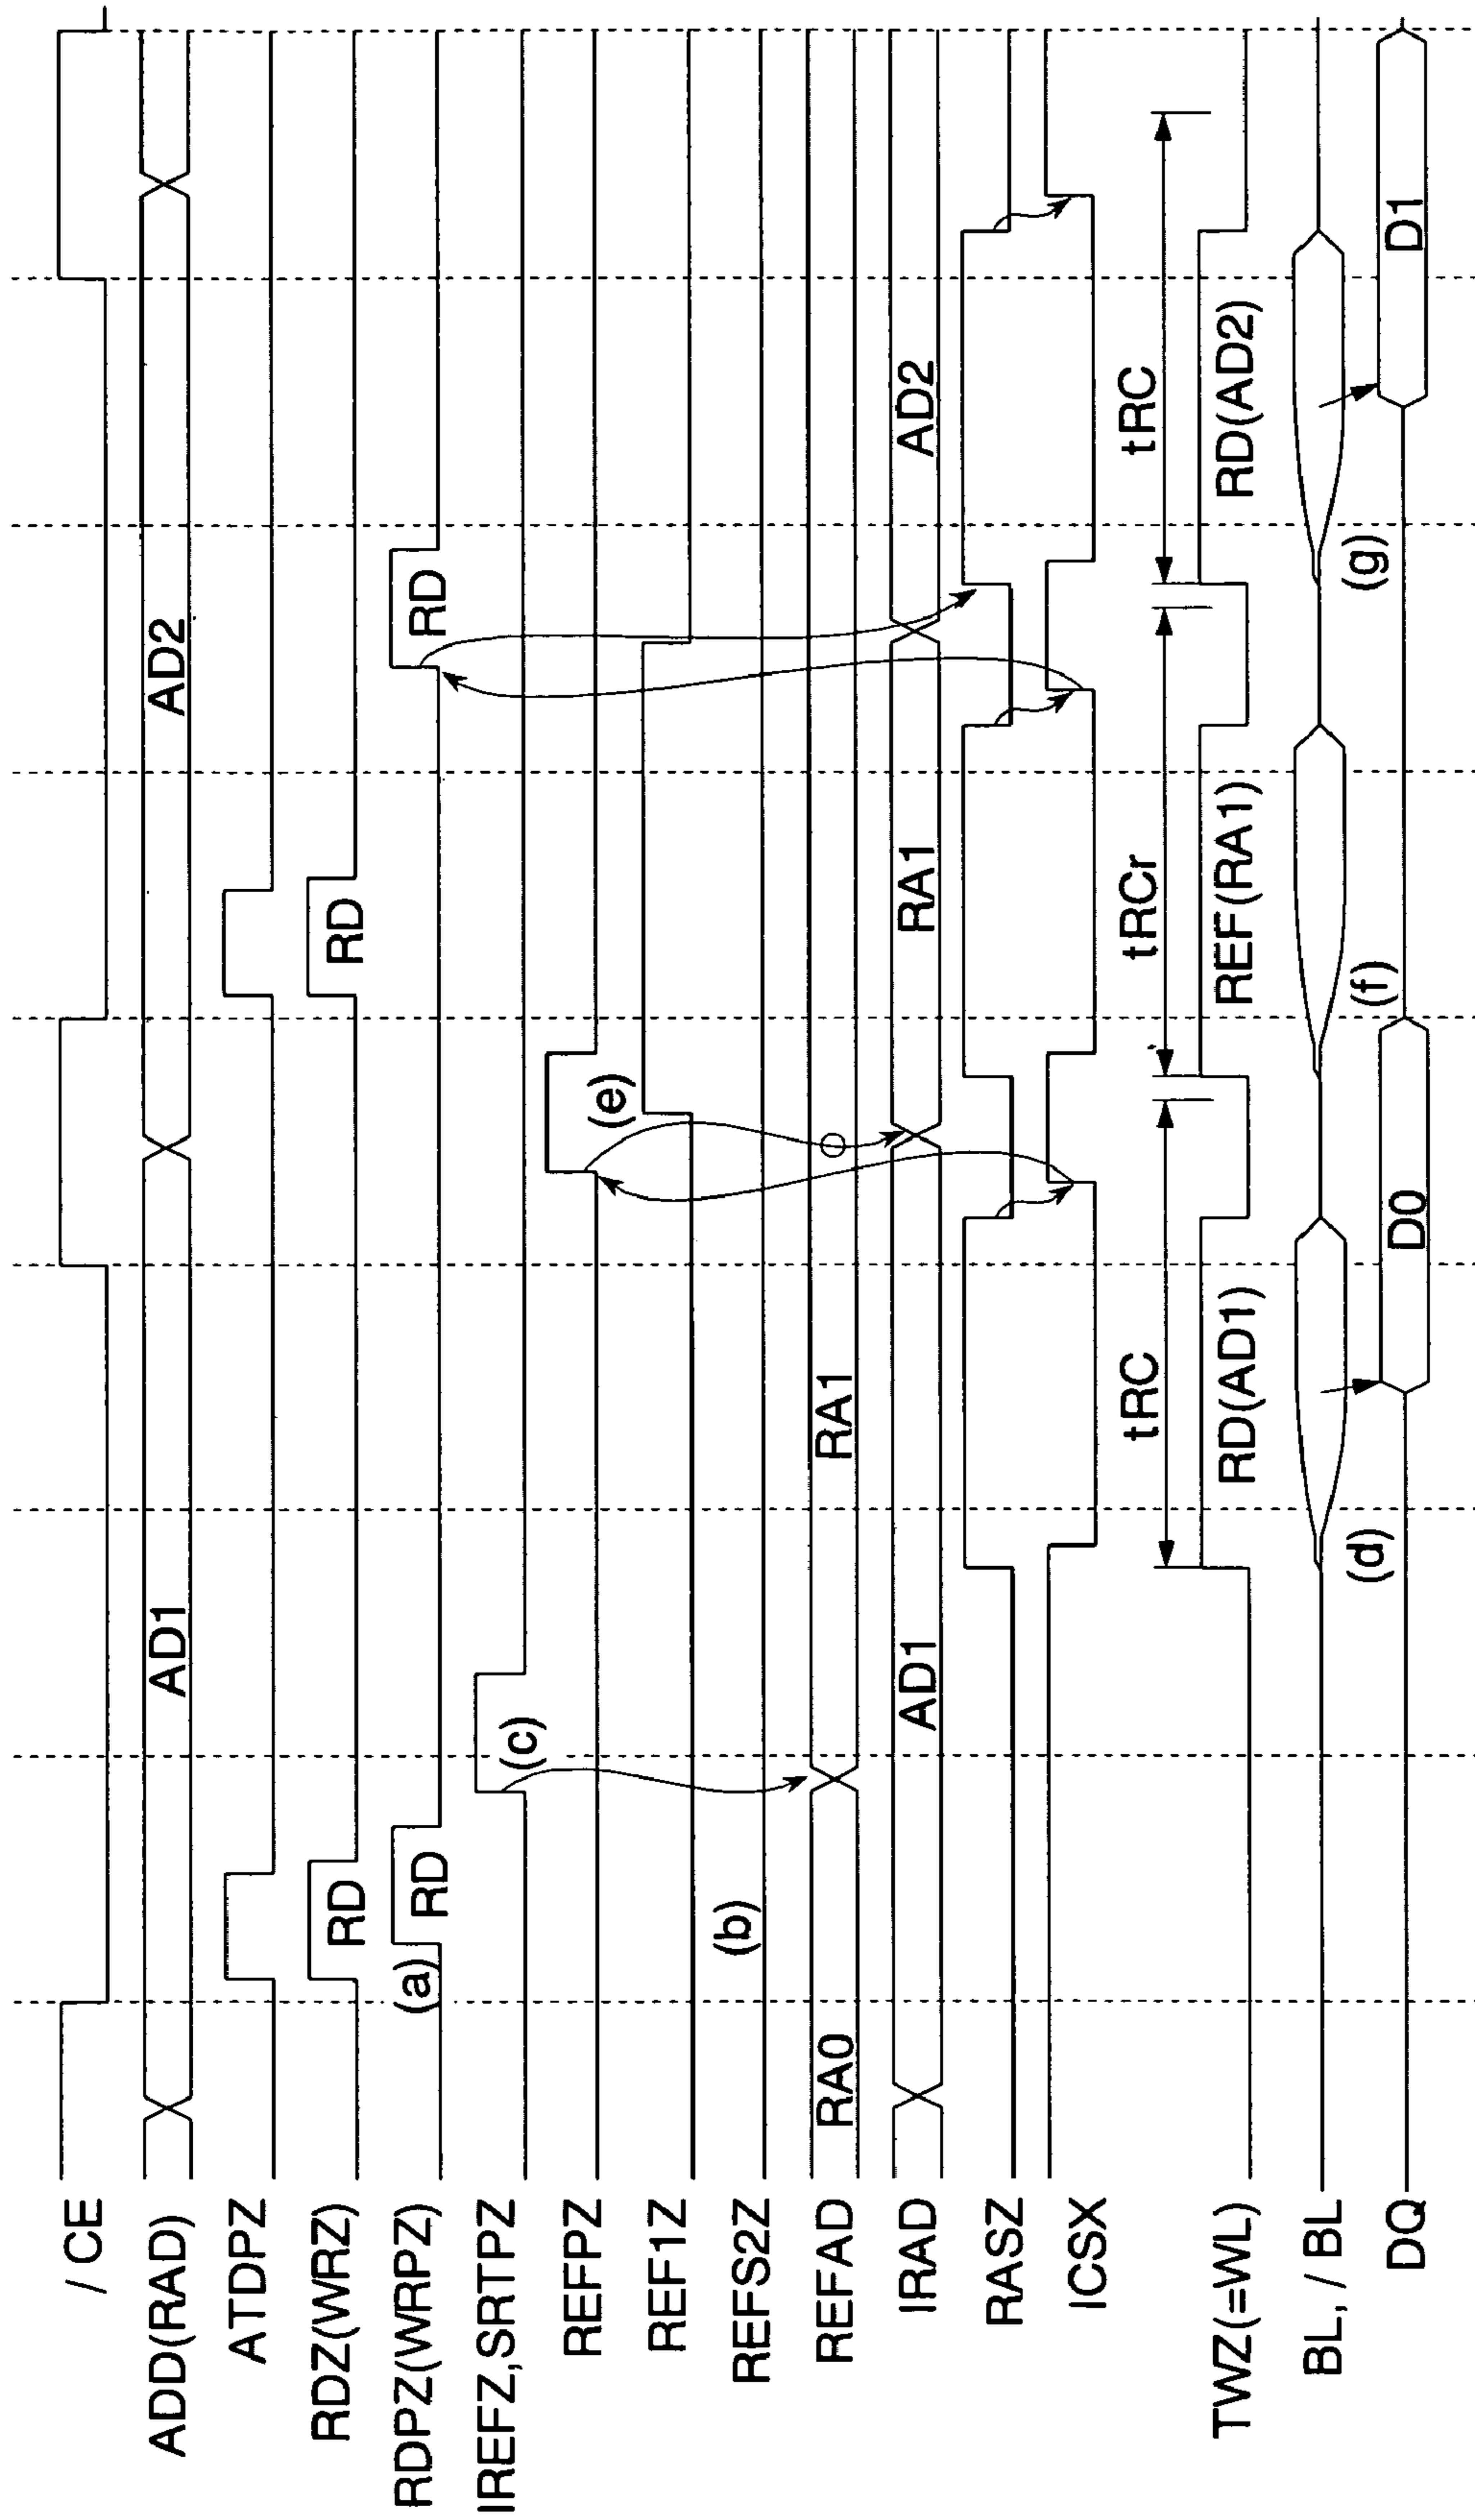 /CE
ADD(RAD) AD1 AD2
ATDPZ
RDZ(WRZ) RD RD
RDPZ(WRPZ) (a) RD RD
IREFZ,SRTPZ (c)
REFPZ (e)
REF1Z
REFS2Z (b)
REFAD RA0 RA1
IRAD AD1 RA1 AD2
RASZ
ICSX
tRC tRCr tRC
TWZ(=WL) RD(AD1) REF(RA1) RD(AD2)
BL, /BL
(d) (f) (g)
DQ D0 D1